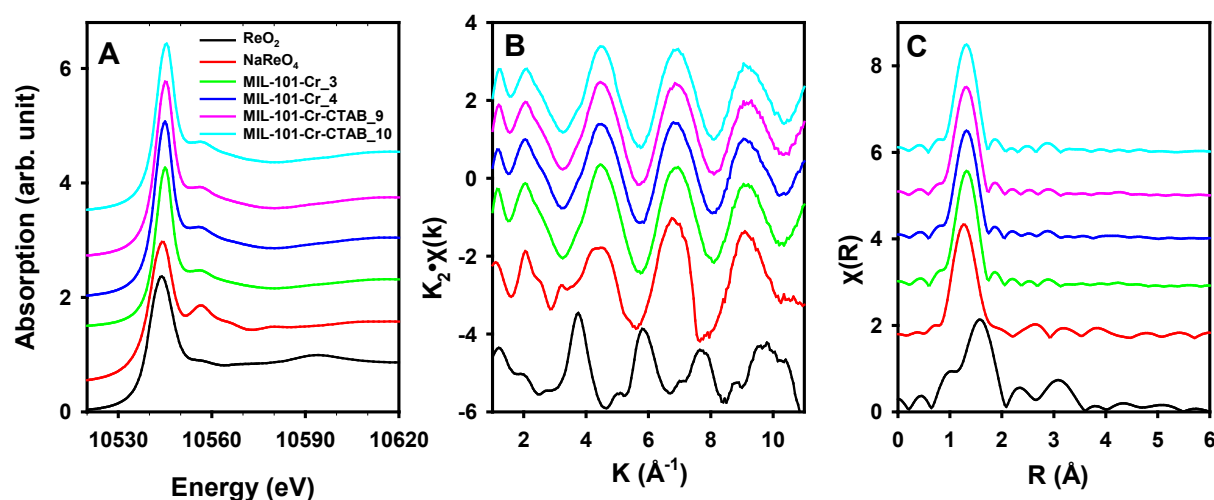 A
ReO2
NaReO4
MIL-101-Cr_3
MIL-101-Cr_4
MIL-101-Cr-CTAB_9
MIL-101-Cr-CTAB_10
Absorption (arb. unit)
6
4
2
0
10530 10560 10590 10620
Energy (eV)
B
K2•χ(k)
4
2
0
-2
-4
-6
2 4 6 8 10
K (Å-1)
C
χ(R)
8
6
4
2
0
0 1 2 3 4 5 6
R (Å)